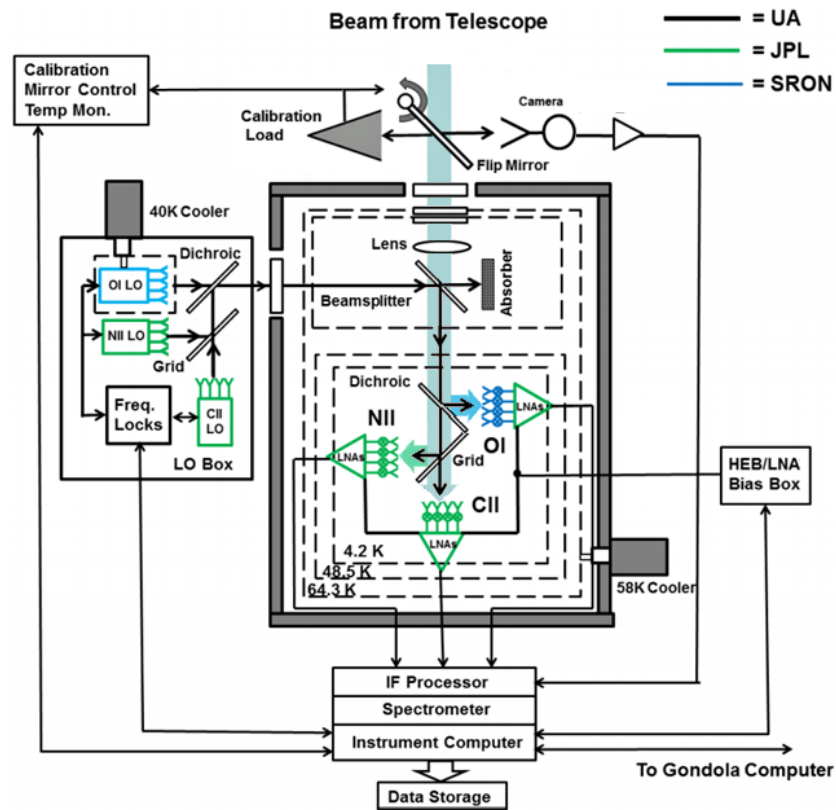 Beam from Telescope
= UA
= JPL
= SRON
Calibration
Mirror Control
Temp Mon.
Calibration
Load
Camera
Flip Mirror
40K Cooler
Dichroic
OI LO
NII LO
Grid
Freq.
Locks
CII
LO
LO Box
Lens
Beamsplitter
Absorber
Dichroic
LNAs
OI
NII
LNAs
Grid
CII
LNAs
4.2 K
48.5 K
64.3 K
HEB/LNA
Bias Box
58K Cooler
IF Processor
Spectrometer
Instrument Computer
To Gondola Computer
Data Storage